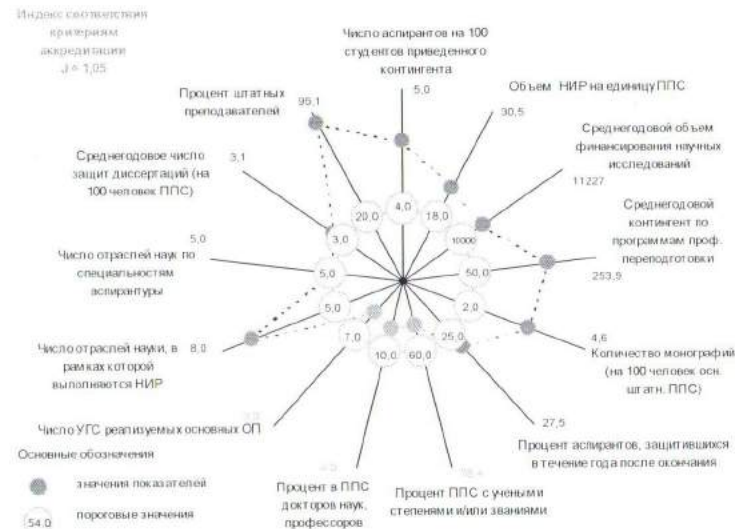 Индекс соответствия
критериям
аккредитации
J = 1,05
Число аспирантов на 100
студентов приведенного
контингента
5,0
Объем НИР на единицу ППС
30,5
Среднегодовой объем
финансирования научных
исследований
11227
Среднегодовой
контингент по
программам проф.
переподготовки
253,9
4,6
Количество монографий
(на 100 человек осн.
штатн. ППС)
27,5
Процент аспирантов, защитившихся
в течение года после окончания
Процент ППС с учеными
степенями и/или званиями
Процент в ППС
докторов наук,
профессоров
Число УГС реализуемых основных ОП
Число отраслей науки, в
рамках которой
выполняются НИР
8,0
Число отраслей наук по
специальностям
аспирантуры
5,0
Среднегодовое число
защит диссертаций (на
100 человек ППС)
3,1
Процент штатных
преподавателей
95,1
4,0
18,0
10000
50,0
2,0
25,0
60,0
10,0
7,0
5,0
5,0
3,0
20,0
Основные обозначения
значения показателей
54,0
пороговые значения